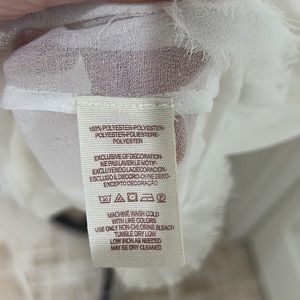 100%POLYESTER-POLYESTER-
POLYESTER-POLIESTERE-
POLYESTER
EXCLUSIVE OF DECORATION-
NE PAS LAVER LE MOTIF-
EXCLUYENDO LA DECORACION-
ESCLUSO IL DECORO-OHNE DEKO-
EXCEPTO DECORAÇÃO
MACHINE WASH COLD
WITH LIKE COLORS
USE ONLY NON-CHLORINE BLEACH
TUMBLE DRY LOW
LOW IRON AS NEEDED
MAY BE DRY CLEANED